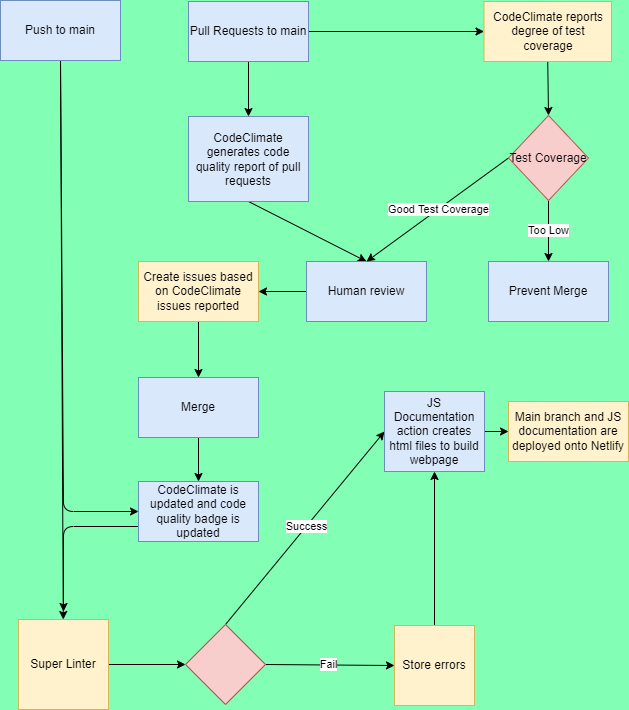 Push to main
Pull Requests to main
CodeClimate reports
degree of test
coverage
CodeClimate
generates code
quality report of pull
requests
Test Coverage
Good Test Coverage
Too Low
Create issues based
on CodeClimate
issues reported
Human review
Prevent Merge
Merge
JS
Documentation
action creates
html files to build
webpage
Main branch and JS
documentation are
deployed onto Netlify
CodeClimate is
updated and code
quality badge is
updated
Success
Super Linter
Fail
Store errors